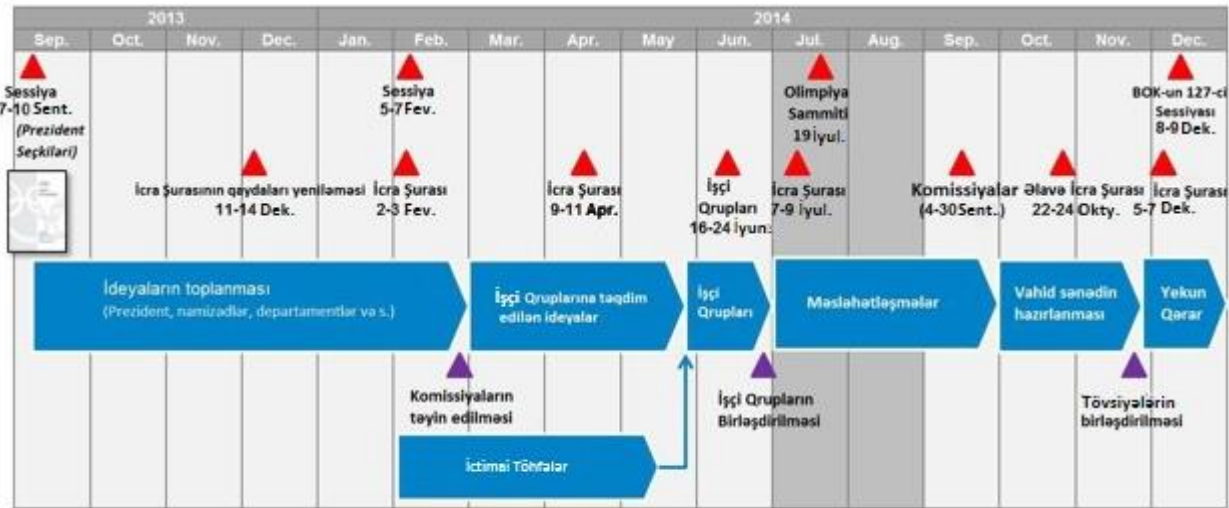 2013
2014
Sep.
Oct.
Nov.
Dec.
Jan.
Feb.
Mar.
Apr.
May
Jun.
Jul.
Aug.
Sep.
Oct.
Nov.
Dec.
Sessiya
7-10 Sent.
(Prezident
Seçkiləri)
Sessiya
5-7 Fev.
Olimpiya
Sammiti
19 İyul.
BOK-un 127-ci
Sessiyası
8-9 Dek.
İcra Şurasının qaydaları yeniləməsi
11-14 Dek.
İcra Şurası
2-3 Fev.
İcra Şurası
9-11 Apr.
İşçi
Qrupları
16-24 İyun.
İcra Şurası
7-9 İyul.
Komissiyalar
(4-30Sent..)
Əlavə İcra Şurası
22-24 Okty.
İcra Şurası
5-7 Dek.
İdeyaların toplanması
(Prezident, namizədlər, departamentlər və s.)
İşçi Qruplarına təqdim
edilən ideyalar
İşçi
Qrupları
Məsləhətləşmələr
Vahid sənədin
hazırlanması
Yekun
Qərar
Komissiyaların
təyin edilməsi
İşçi Qrupların
Birləşdirilməsi
Tövsiyələrin
birləşdirilməsi
İctimai Töhfələr